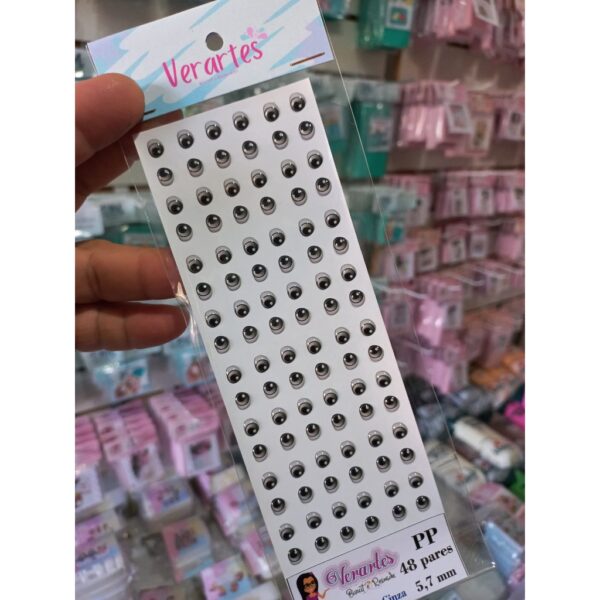 Verartes
Verartes
PP
48 pares
5,7 mm
Cinza